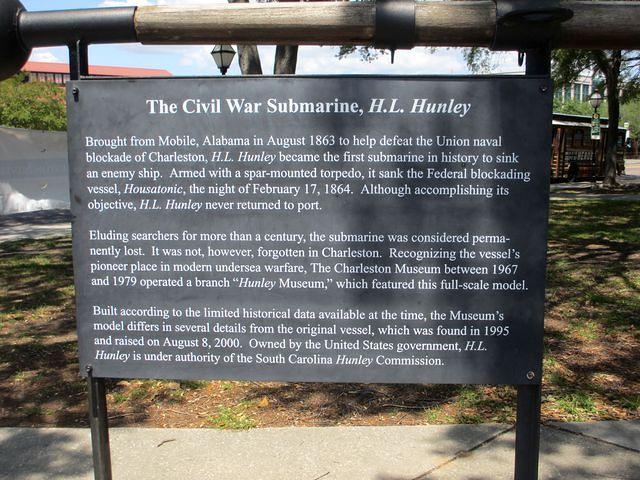 The Civil War Submarine, H.L. Hunley
Brought from Mobile, Alabama in August 1863 to help defeat the Union naval
blockade of Charleston, H.L. Hunley became the first submarine in history to sink
an enemy ship. Armed with a spar-mounted torpedo, it sank the Federal blockading
vessel, Housatonic, the night of February 17, 1864. Although accomplishing its
objective, H.L. Hunley never returned to port.
Eluding searchers for more than a century, the submarine was considered perma-
nently lost. It was not, however, forgotten in Charleston. Recognizing the vessel's
pioneer place in modern undersea warfare, The Charleston Museum between 1967
and 1979 operated a branch “Hunley Museum,” which featured this full-scale model.
Built according to the limited historical data available at the time, the Museum's
model differs in several details from the original vessel, which was found in 1995
and raised on August 8, 2000. Owned by the United States government, H.L.
Hunley is under authority of the South Carolina Hunley Commission.